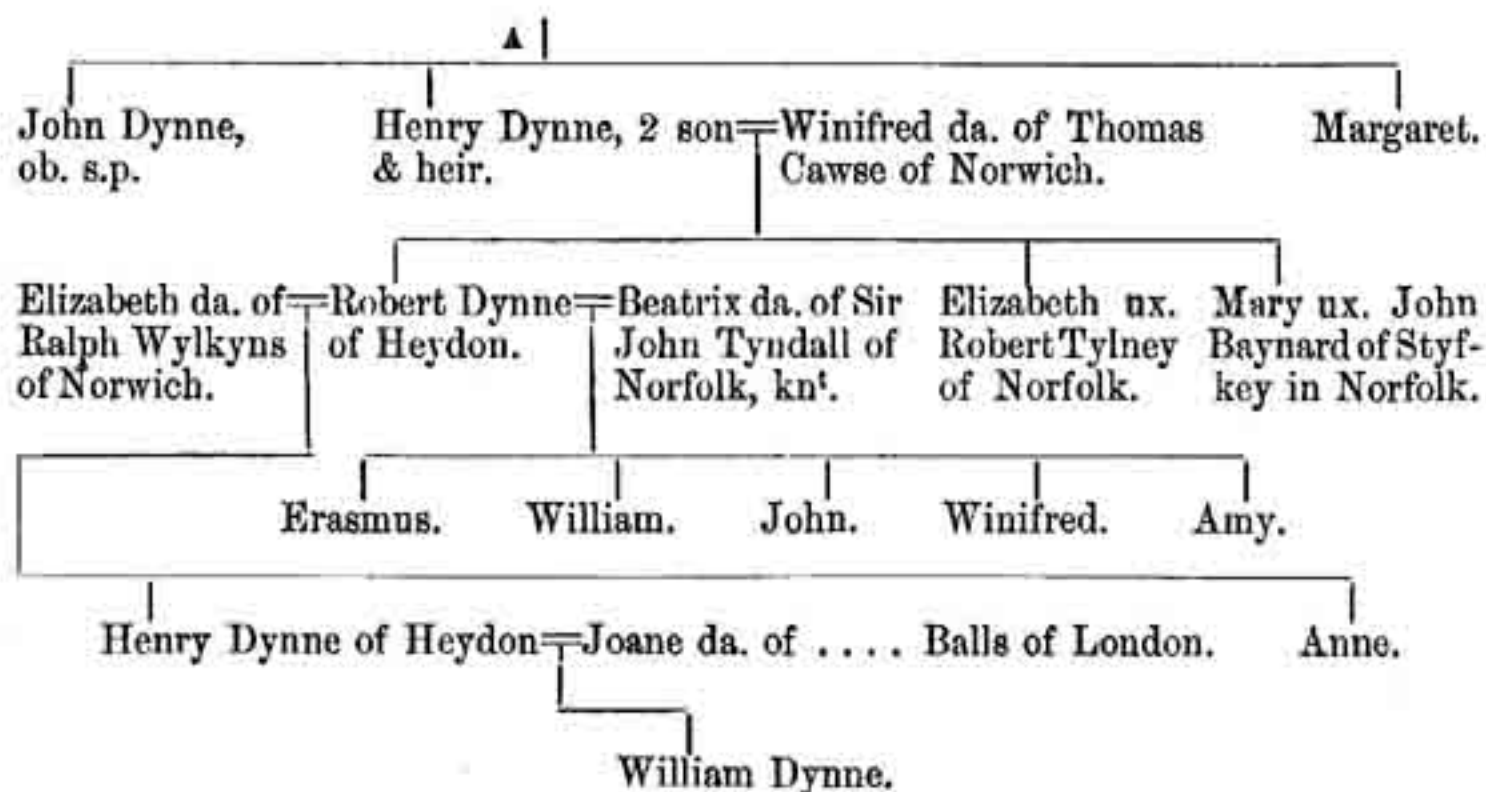 A
John Dynne, Henry Dynne, 2 son=Winifred da. of Thomas Margaret.
ob. s.p. & heir. Cawse of Norwich.
Elizabeth da. of=Robert Dynne=Beatrix da. of Sir Elizabeth ux. Mary ux. John
Ralph Wylkyns of Heydon. John Tyndall of Robert Tylney Baynard of Styf-
of Norwich. Norfolk, knᵗ. of Norfolk. key in Norfolk.
Erasmus. William. John. Winifred. Amy.
Henry Dynne of Heydon=Joane da. of .... Balls of London. Anne.
William Dynne.